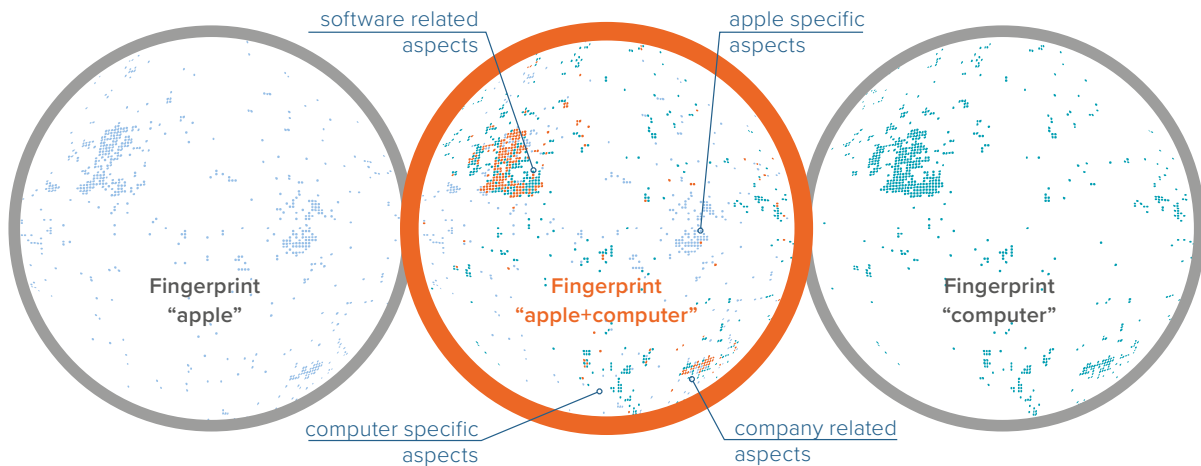 software related
aspects
apple specific
aspects
Fingerprint
“apple”
Fingerprint
“apple+computer”
Fingerprint
“computer”
computer specific
aspects
company related
aspects